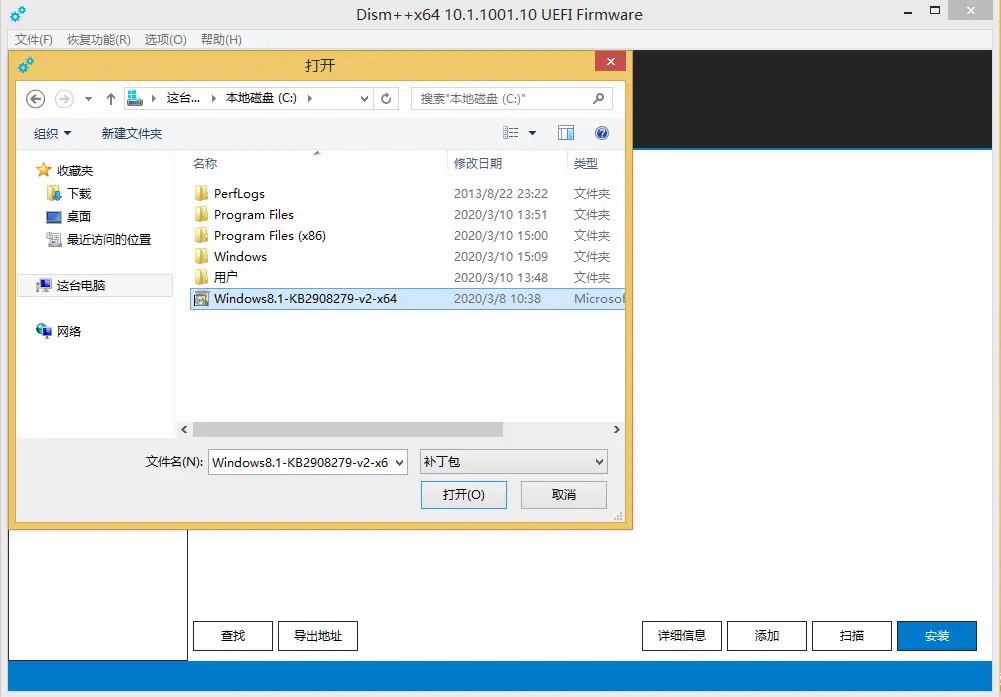 Dism++x64 10.1.1001.10 UEFI Firmware
文件(F) 恢复功能(R) 选项(O) 帮助(H)
打开
这台... 本地磁盘 (C:) 搜索"本地磁盘 (C:)"
组织 新建文件夹
名称 修改日期 类型
收藏夹
下载
桌面
最近访问的位置
这台电脑
网络
PerfLogs 2013/8/22 23:22 文件夹
Program Files 2020/3/10 13:51 文件夹
Program Files (x86) 2020/3/10 15:00 文件夹
Windows 2020/3/10 15:09 文件夹
用户 2020/3/10 13:48 文件夹
Windows8.1-KB2908279-v2-x64 2020/3/8 10:38 Microsof
文件名(N): Windows8.1-KB2908279-v2-x6 补丁包
打开(O) 取消
查找 导出地址 详细信息 添加 扫描 安装